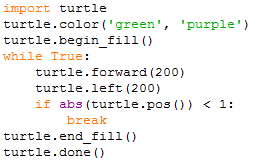 import turtle
turtle.color('green', 'purple')
turtle.begin_fill()
while True:
    turtle.forward(200)
    turtle.left(200)
    if abs(turtle.pos()) < 1:
        break
turtle.end_fill()
turtle.done()